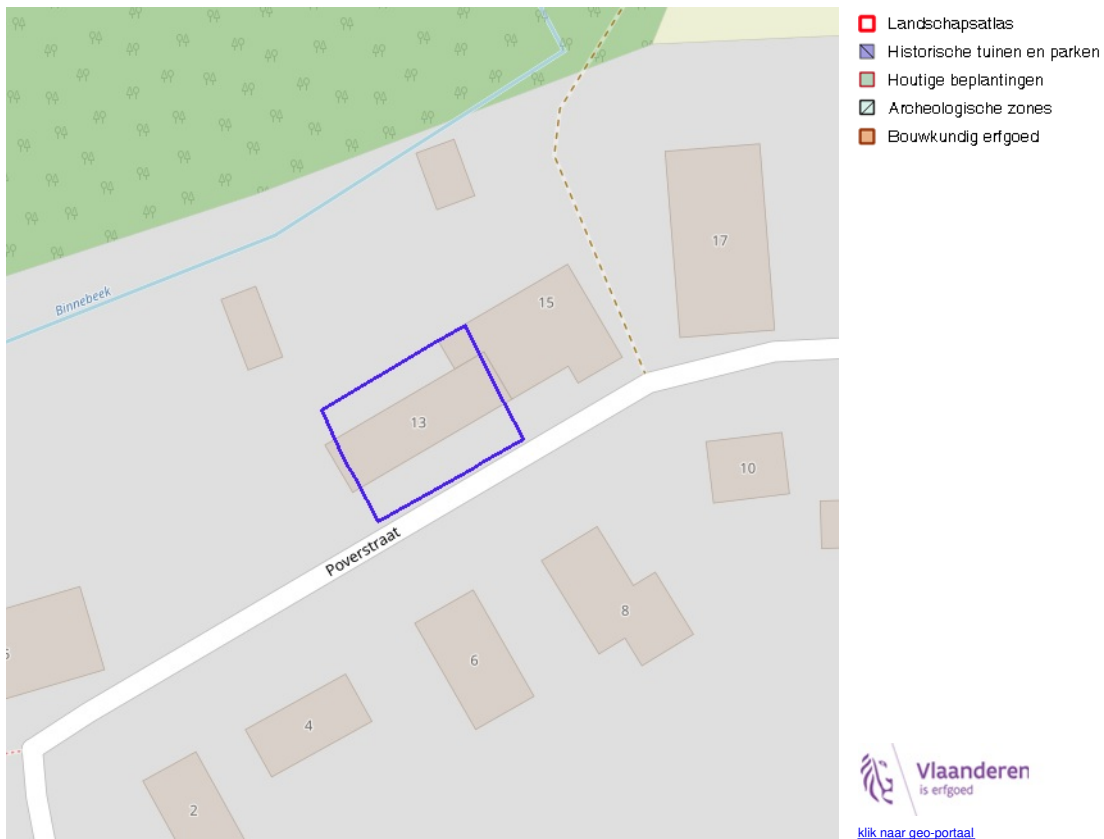 Landschapsatlas
Historische tuinen en parken
Houtige beplantingen
Archeologische zones
Bouwkundig erfgoed
Binnebeek
17
15
13
10
Poverstraat
8
6
4
2
Vlaanderen
is erfgoed
klik naar geo-portaal